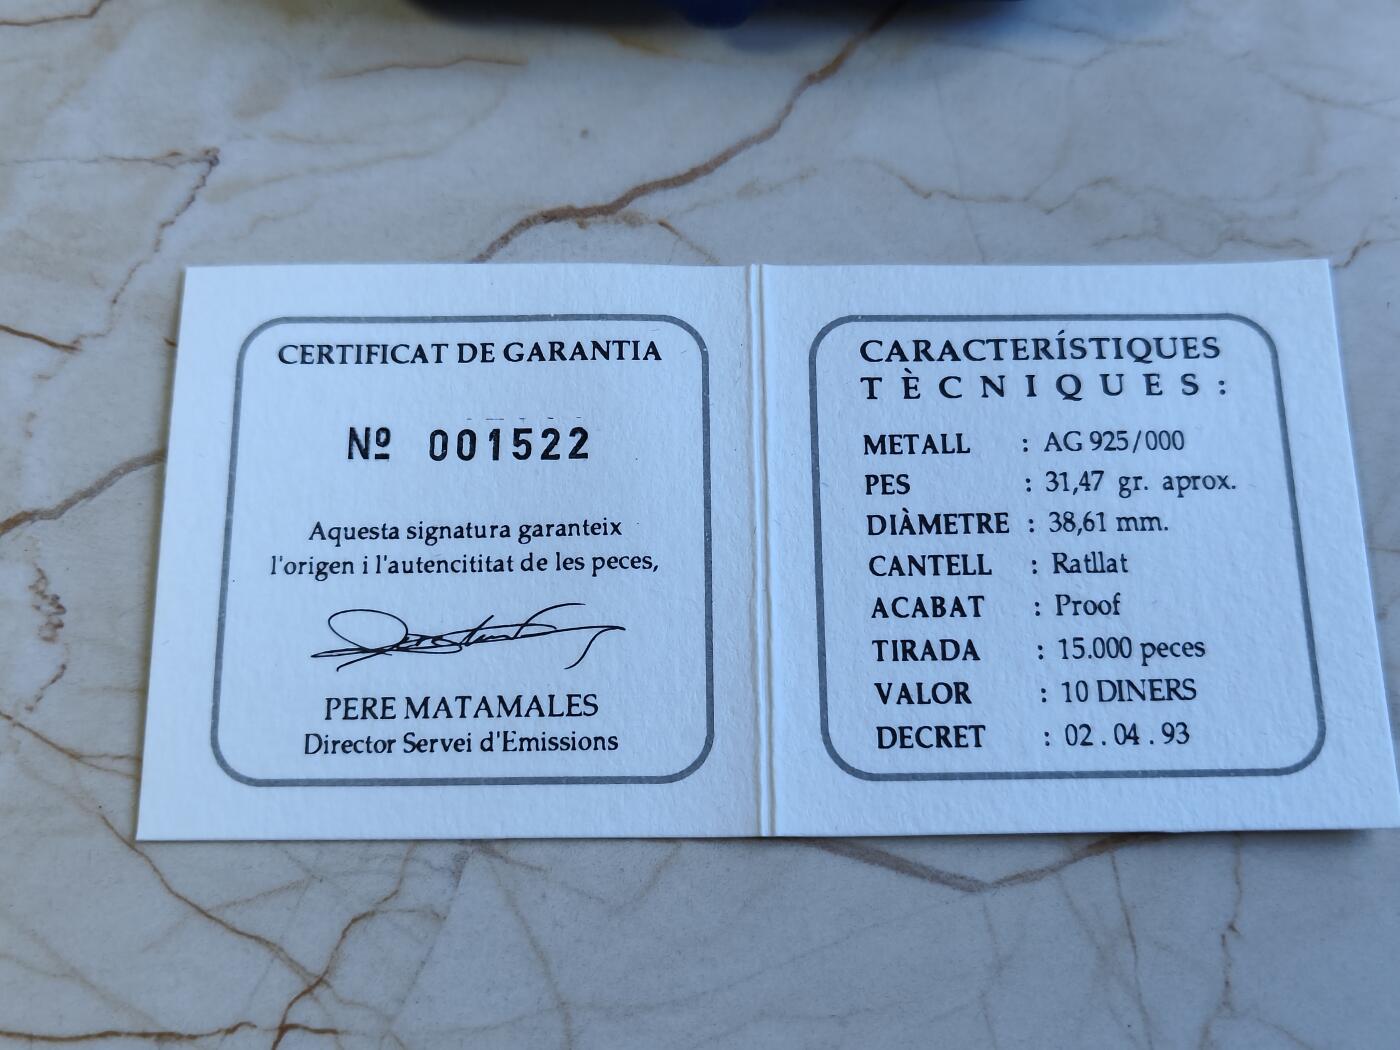 CERTIFICAT DE GARANTIA
Nº 001522
Aquesta signatura garanteix
l'origen i l'autencititat de les peces,
PERE MATAMALES
Director Servei d'Emissions
CARACTERÍSTIQUES
TÈCNIQUES:
METALL : AG 925/000
PES : 31,47 gr. aprox.
DIÀMETRE : 38,61 mm.
CANTELL : Ratllat
ACABAT : Proof
TIRADA : 15.000 peces
VALOR : 10 DINERS
DECRET : 02.04.93